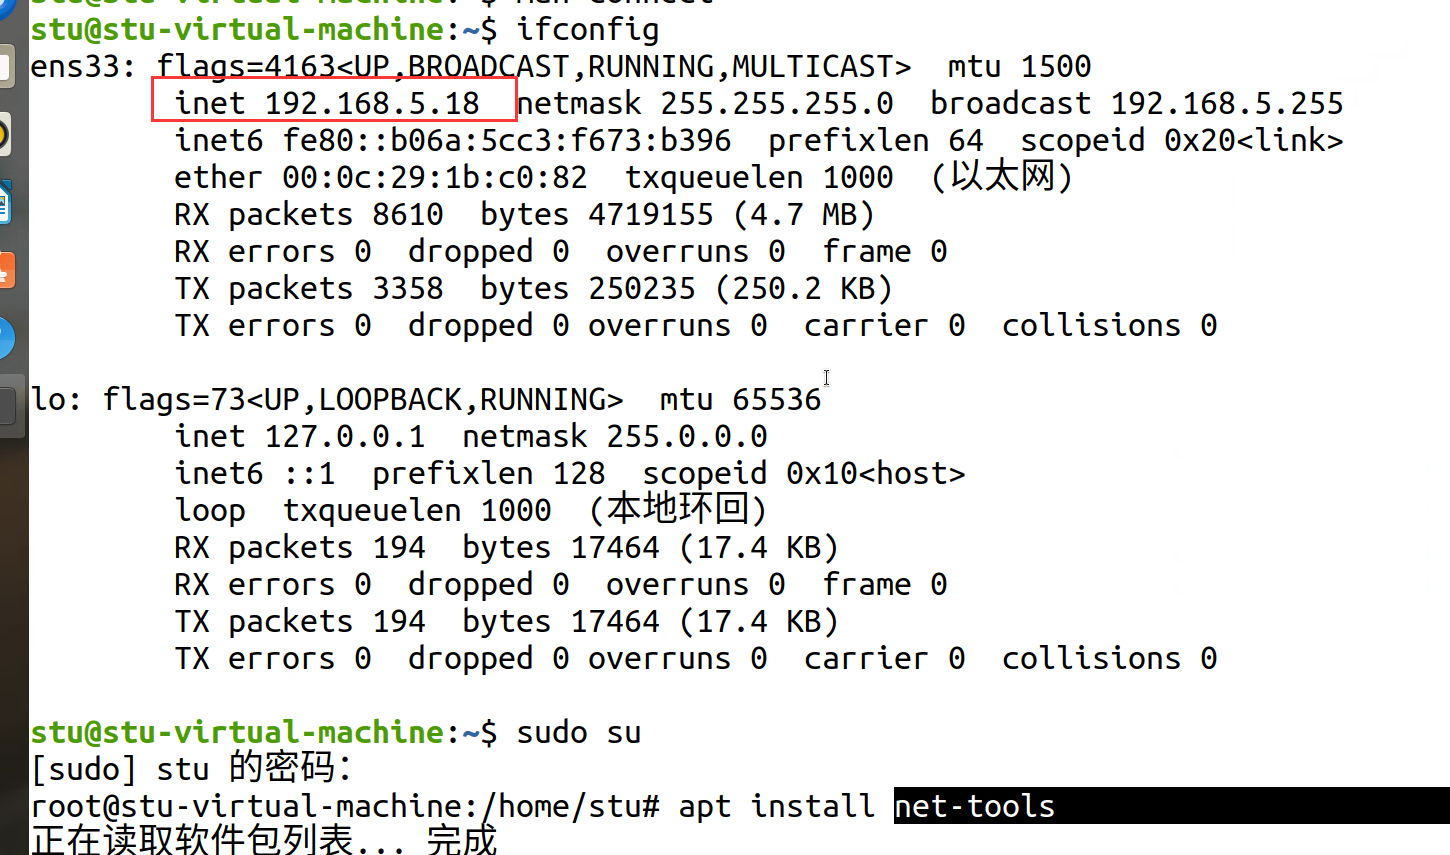 stu@stu-virtual-machine:~$ man connect
stu@stu-virtual-machine:~$ ifconfig
ens33: flags=4163<UP,BROADCAST,RUNNING,MULTICAST>  mtu 1500
        inet 192.168.5.18  netmask 255.255.255.0  broadcast 192.168.5.255
        inet6 fe80::b06a:5cc3:f673:b396  prefixlen 64  scopeid 0x20<link>
        ether 00:0c:29:1b:c0:82  txqueuelen 1000  (以太网)
        RX packets 8610  bytes 4719155 (4.7 MB)
        RX errors 0  dropped 0  overruns 0  frame 0
        TX packets 3358  bytes 250235 (250.2 KB)
        TX errors 0  dropped 0 overruns 0  carrier 0  collisions 0
lo: flags=73<UP,LOOPBACK,RUNNING>  mtu 65536
        inet 127.0.0.1  netmask 255.0.0.0
        inet6 ::1  prefixlen 128  scopeid 0x10<host>
        loop  txqueuelen 1000  (本地环回)
        RX packets 194  bytes 17464 (17.4 KB)
        RX errors 0  dropped 0  overruns 0  frame 0
        TX packets 194  bytes 17464 (17.4 KB)
        TX errors 0  dropped 0 overruns 0  carrier 0  collisions 0
stu@stu-virtual-machine:~$ sudo su
[sudo] stu 的密码：
root@stu-virtual-machine:/home/stu# apt install net-tools
正在读取软件包列表... 完成